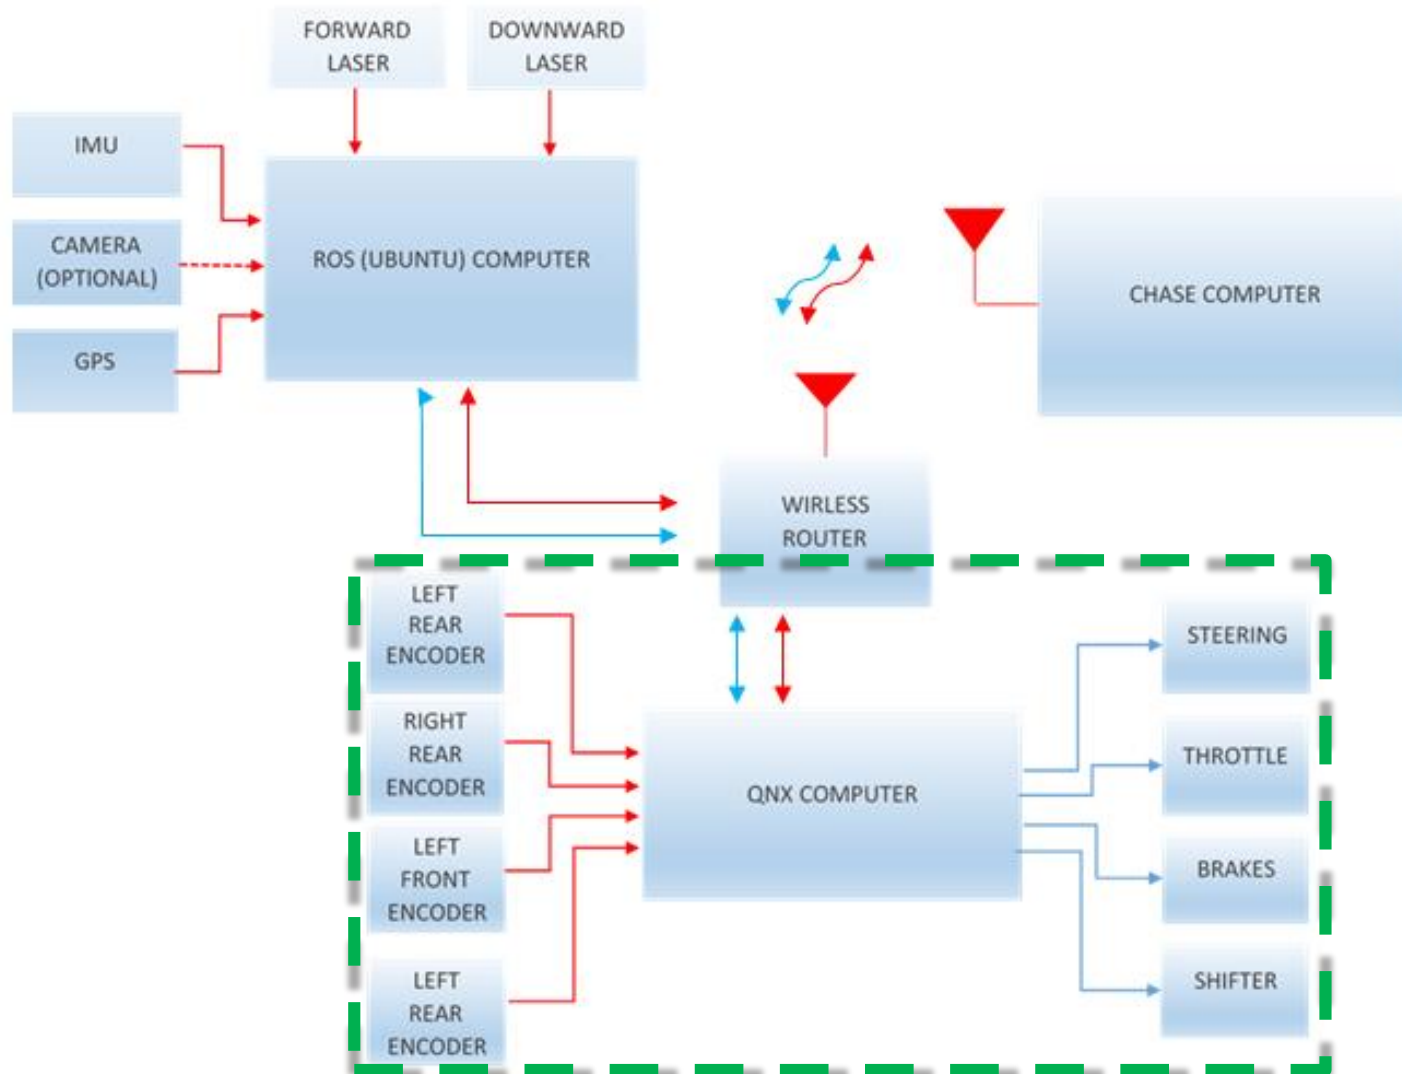 FORWARD
LASER
DOWNWARD
LASER
IMU
CAMERA
(OPTIONAL)
GPS
ROS (UBUNTU) COMPUTER
CHASE COMPUTER
WIRLESS
ROUTER
LEFT
REAR
ENCODER
RIGHT
REAR
ENCODER
LEFT
FRONT
ENCODER
LEFT
REAR
ENCODER
QNX COMPUTER
STEERING
THROTTLE
BRAKES
SHIFTER